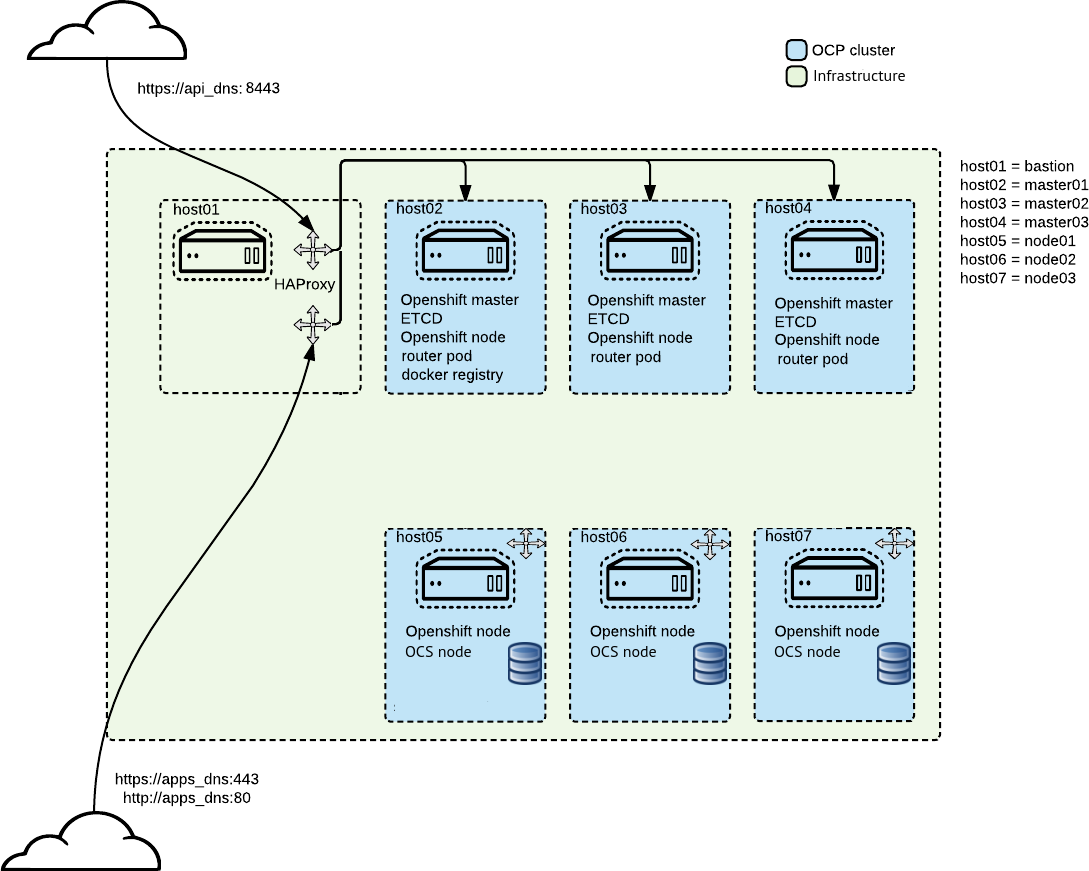 OCP cluster
Infrastructure
https://api_dns: 8443
host01 = bastion
host02 = master01
host03 = master02
host04 = master03
host05 = node01
host06 = node02
host07 = node03
host01
HAProxy
host02
Openshift master
ETCD
Openshift node
router pod
docker registry
host03
Openshift master
ETCD
Openshift node
router pod
host04
Openshift master
ETCD
Openshift node
router pod
host05
Openshift node
OCS node
host06
Openshift node
OCS node
host07
Openshift node
OCS node
https://apps_dns:443
http://apps_dns:80